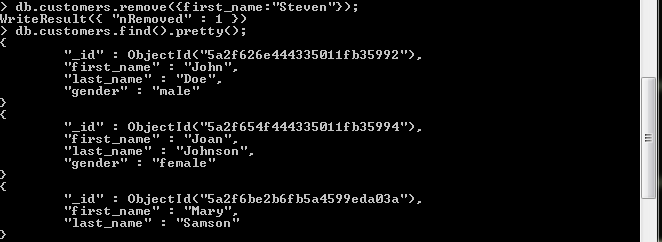 > db.customers.remove({first_name:"Steven"});
WriteResult({ "nRemoved" : 1 })
> db.customers.find().pretty();
{
"_id" : ObjectId("5a2f626e444335011fb35992"),
"first_name" : "John",
"last_name" : "Doe",
"gender" : "male"
}
{
"_id" : ObjectId("5a2f654f444335011fb35994"),
"first_name" : "Joan",
"last_name" : "Johnson",
"gender" : "female"
}
{
"_id" : ObjectId("5a2f6be2b6fb5a4599eda03a"),
"first_name" : "Mary",
"last_name" : "Samson"
}